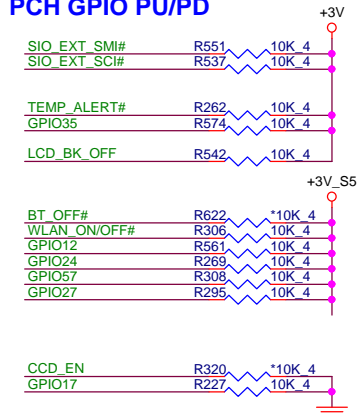 PCH GPIO PU/PD
+3V
SIO_EXT_SMI# R551 10K_4
SIO_EXT_SCI# R537 10K_4
TEMP_ALERT# R262 10K_4
GPIO35 R574 10K_4
LCD_BK_OFF R542 10K_4
+3V_S5
BT_OFF# R622 *10K_4
WLAN_ON/OFF# R306 10K_4
GPIO12 R561 10K_4
GPIO24 R269 10K_4
GPIO57 R308 10K_4
GPIO27 R295 10K_4
CCD_EN R320 *10K_4
GPIO17 R227 10K_4